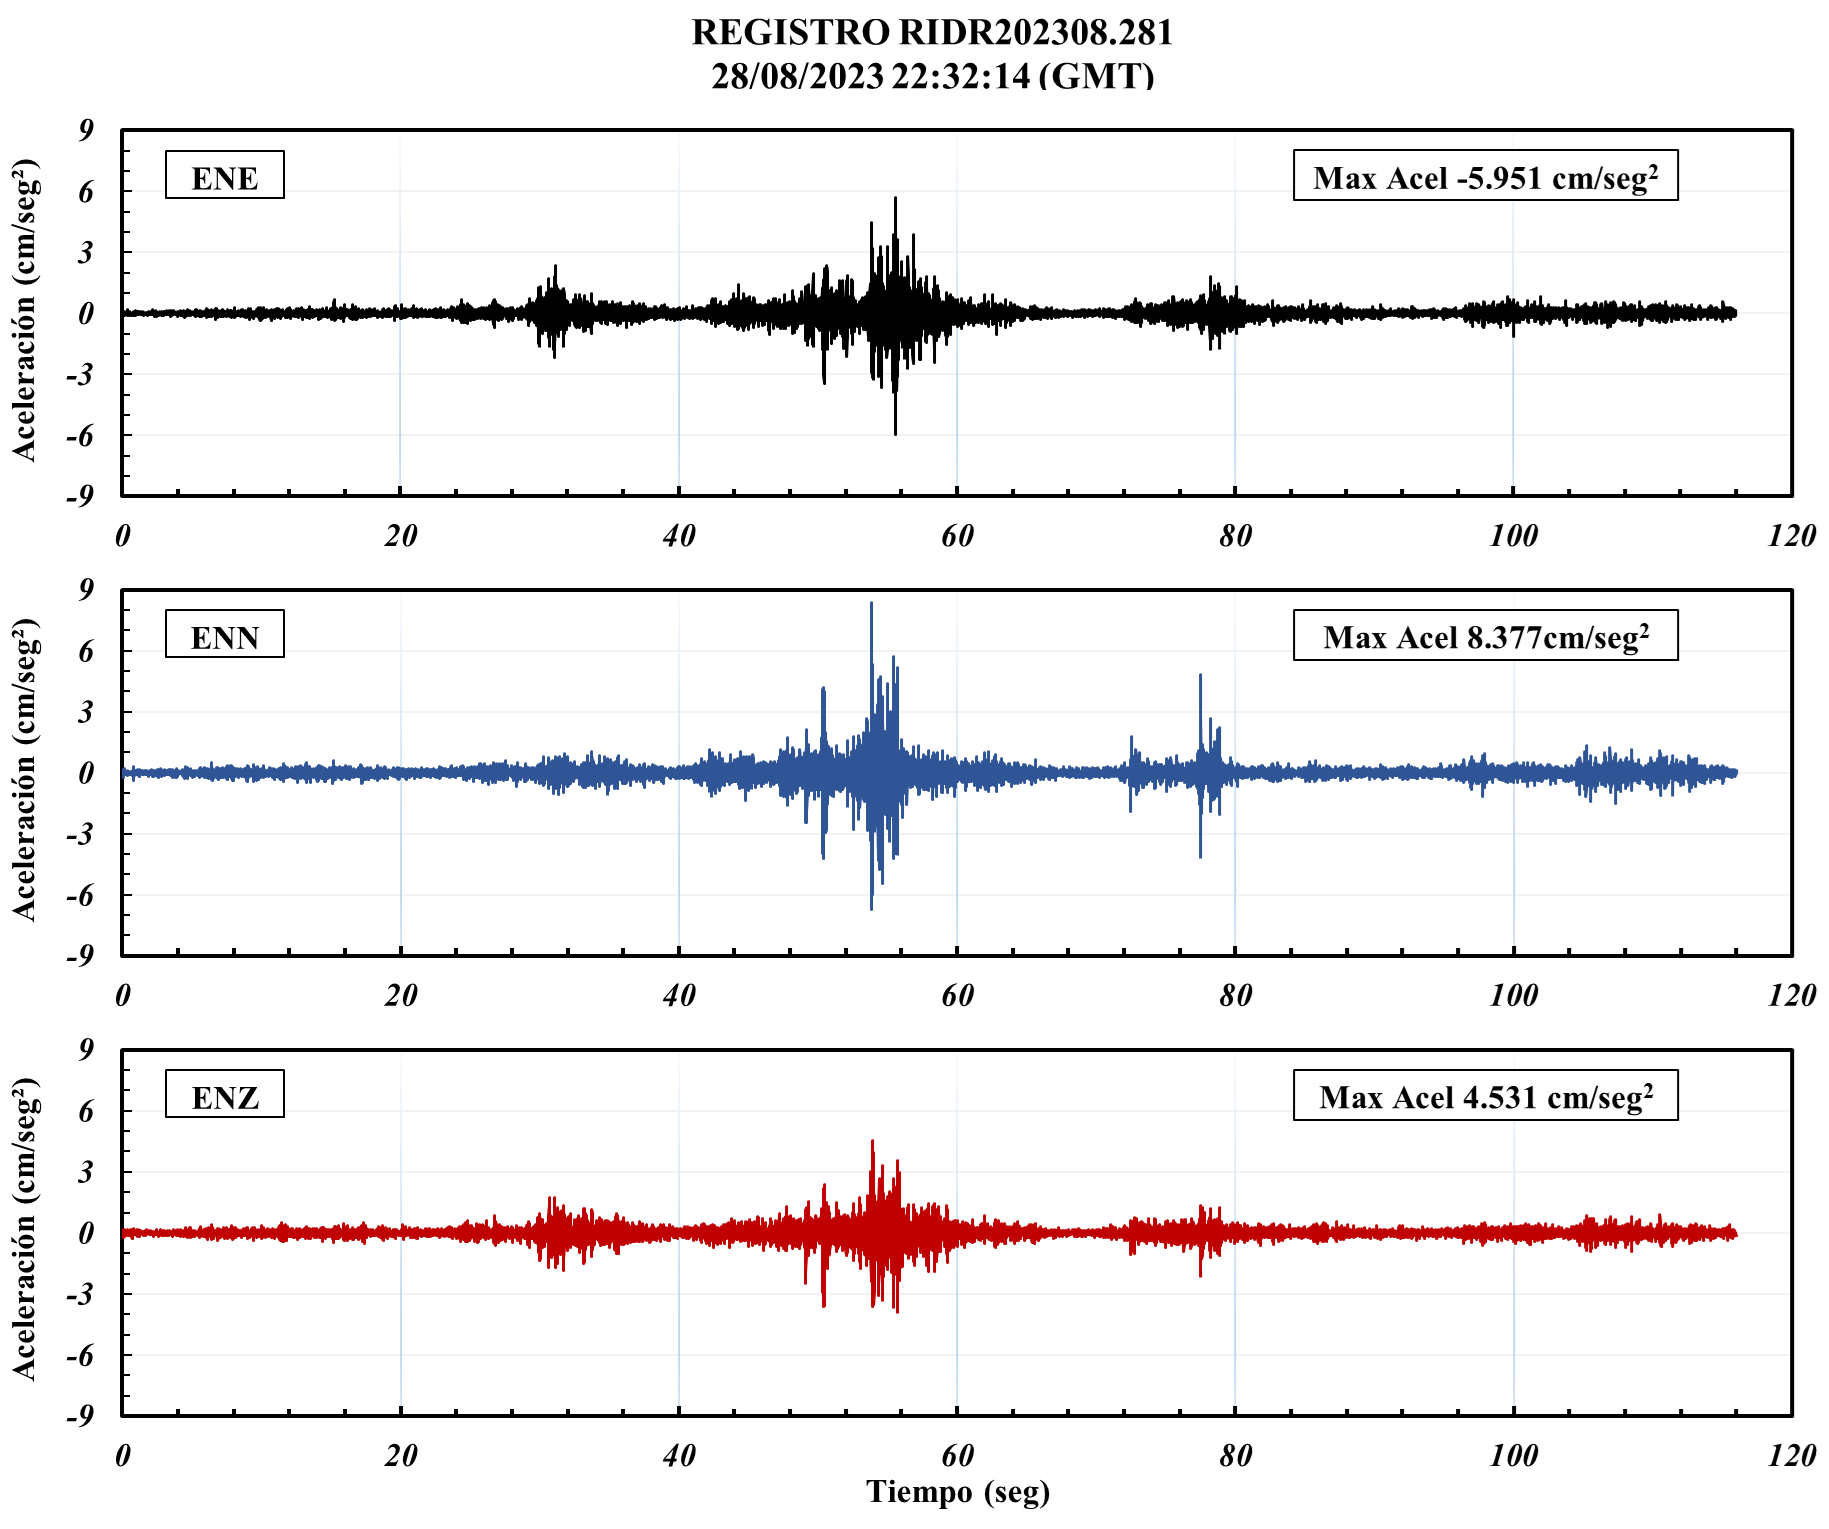 REGISTRO RIDR202308.281
28/08/2023 22:32:14 (GMT)
Aceleración (cm/seg²)
9
6
3
0
-3
-6
-9
ENE
Max Acel -5.951 cm/seg²
0 20 40 60 80 100 120
Aceleración (cm/seg²)
9
6
3
0
-3
-6
-9
ENN
Max Acel 8.377cm/seg²
0 20 40 60 80 100 120
Aceleración (cm/seg²)
9
6
3
0
-3
-6
-9
ENZ
Max Acel 4.531 cm/seg²
0 20 40 60 80 100 120
Tiempo (seg)